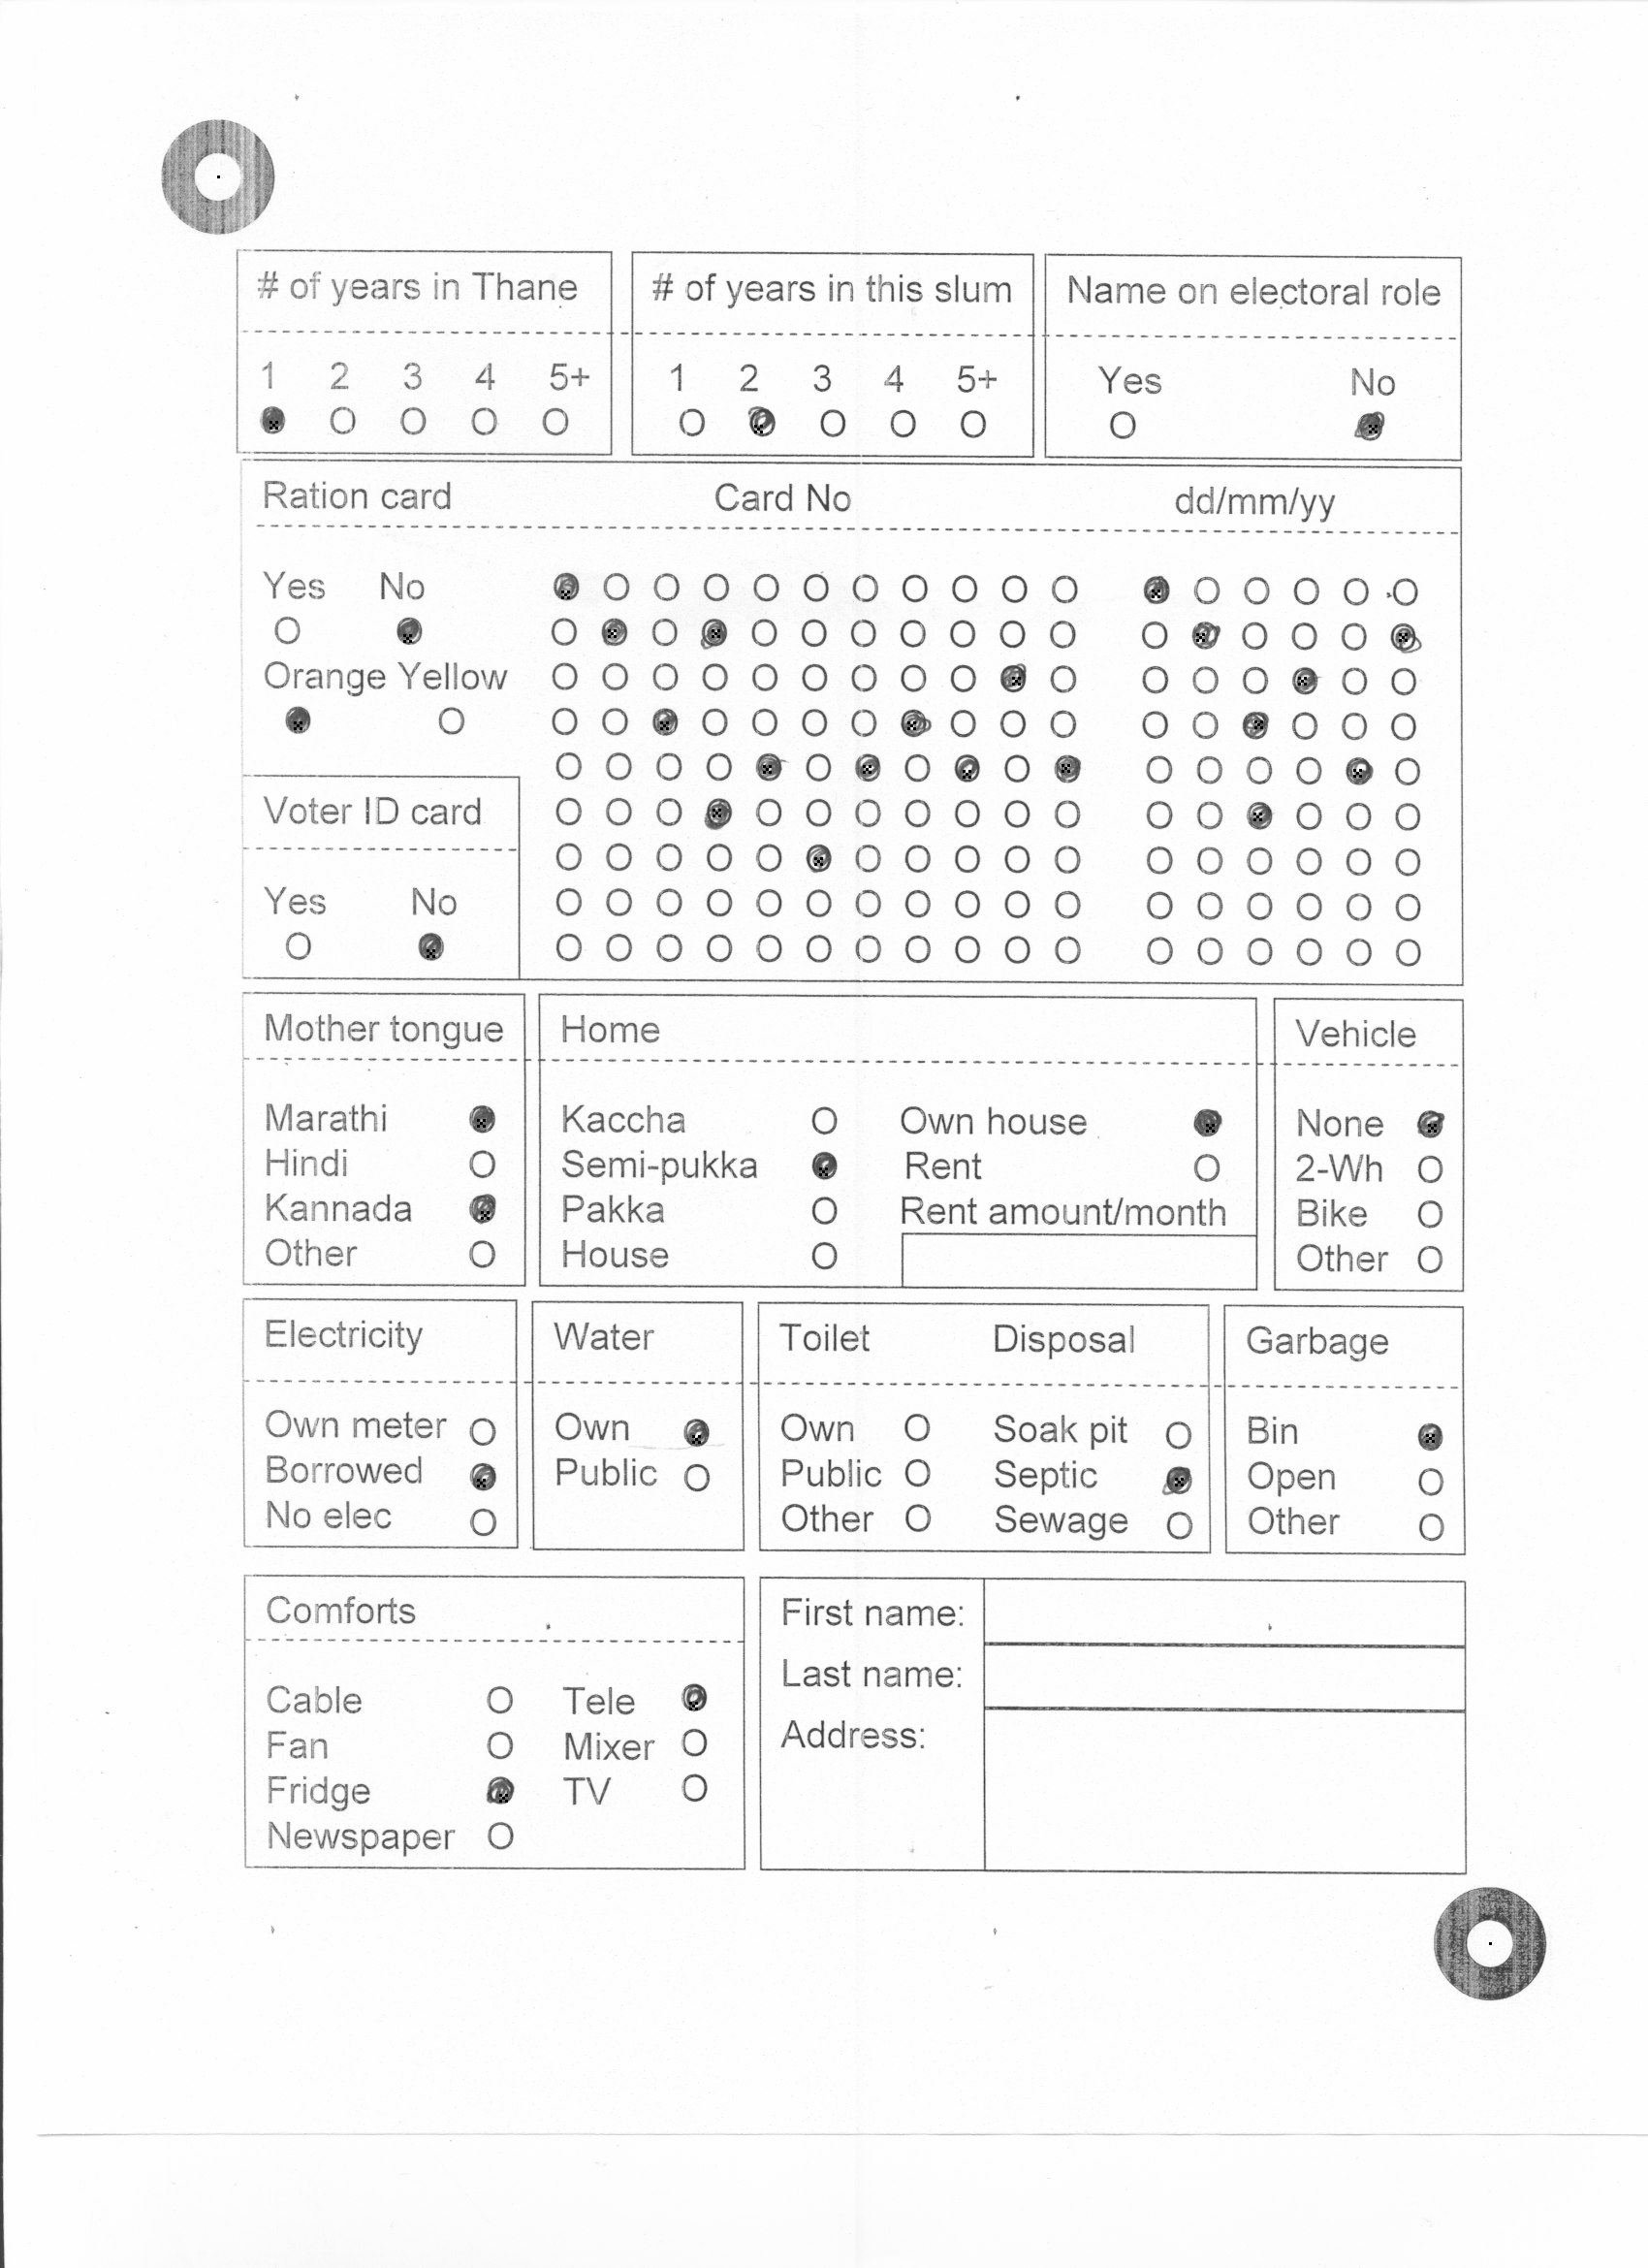 # of years in Thane
1 2 3 4 5+
# of years in this slum
1 2 3 4 5+
Name on electoral role
Yes No
Ration card Card No dd/mm/yy
Yes No
Orange Yellow
Voter ID card
Yes No
Mother tongue
Marathi
Hindi
Kannada
Other
Home
Kaccha
Semi-pukka
Pakka
House
Own house
Rent
Rent amount/month
Vehicle
None
2-Wh
Bike
Other
Electricity
Own meter
Borrowed
No elec
Water
Own
Public
Toilet
Own
Public
Other
Disposal
Soak pit
Septic
Sewage
Garbage
Bin
Open
Other
Comforts
Cable
Fan
Fridge
Newspaper
Tele
Mixer
TV
First name:
Last name:
Address: